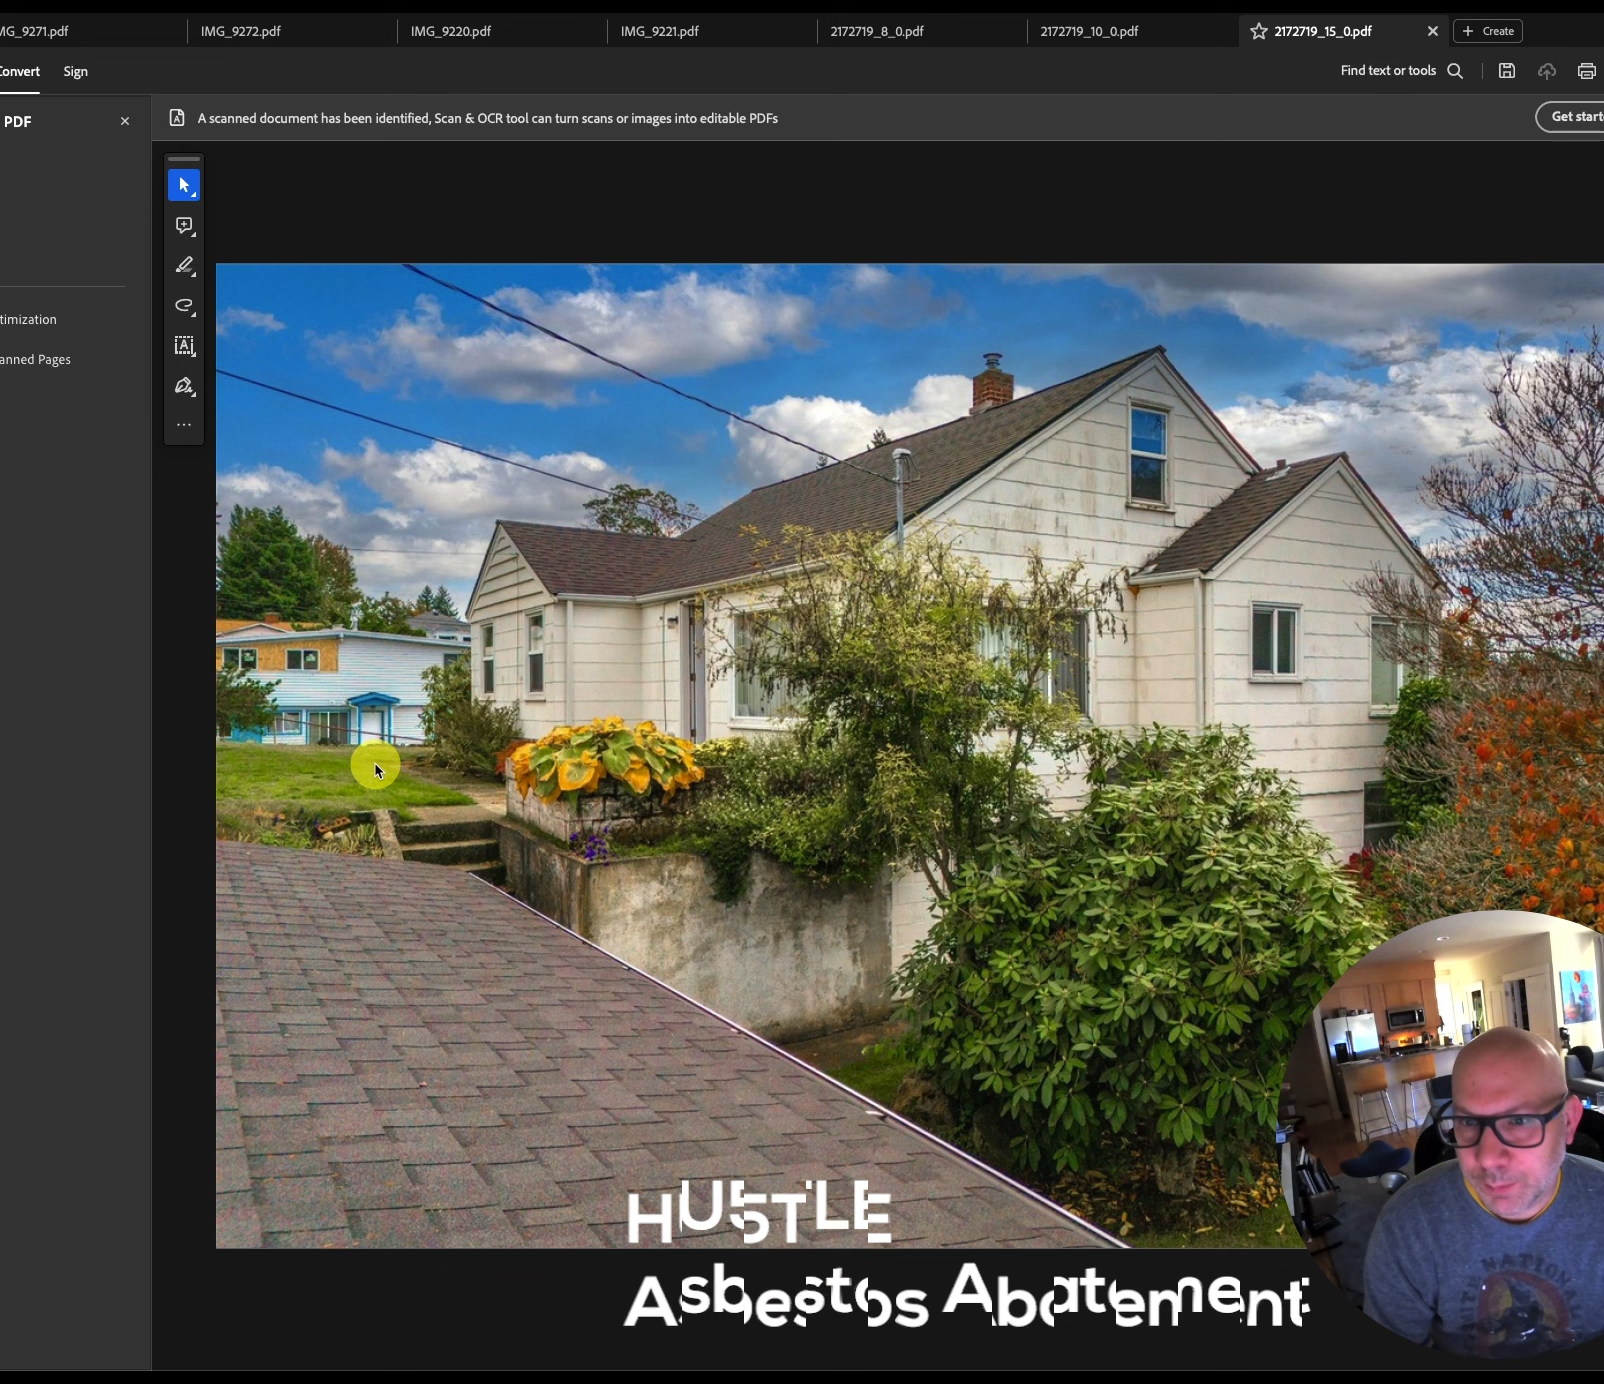 MG_9271.pdf
IMG_9272.pdf
IMG_9220.pdf
IMG_9221.pdf
2172719_8_0.pdf
2172719_10_0.pdf
2172719_15_0.pdf
Create
Convert
Sign
Find text or tools
PDF
A scanned document has been identified, Scan & OCR tool can turn scans or images into editable PDFs
Get start
timization
anned Pages
HUSTLE
Asbestos Abatement